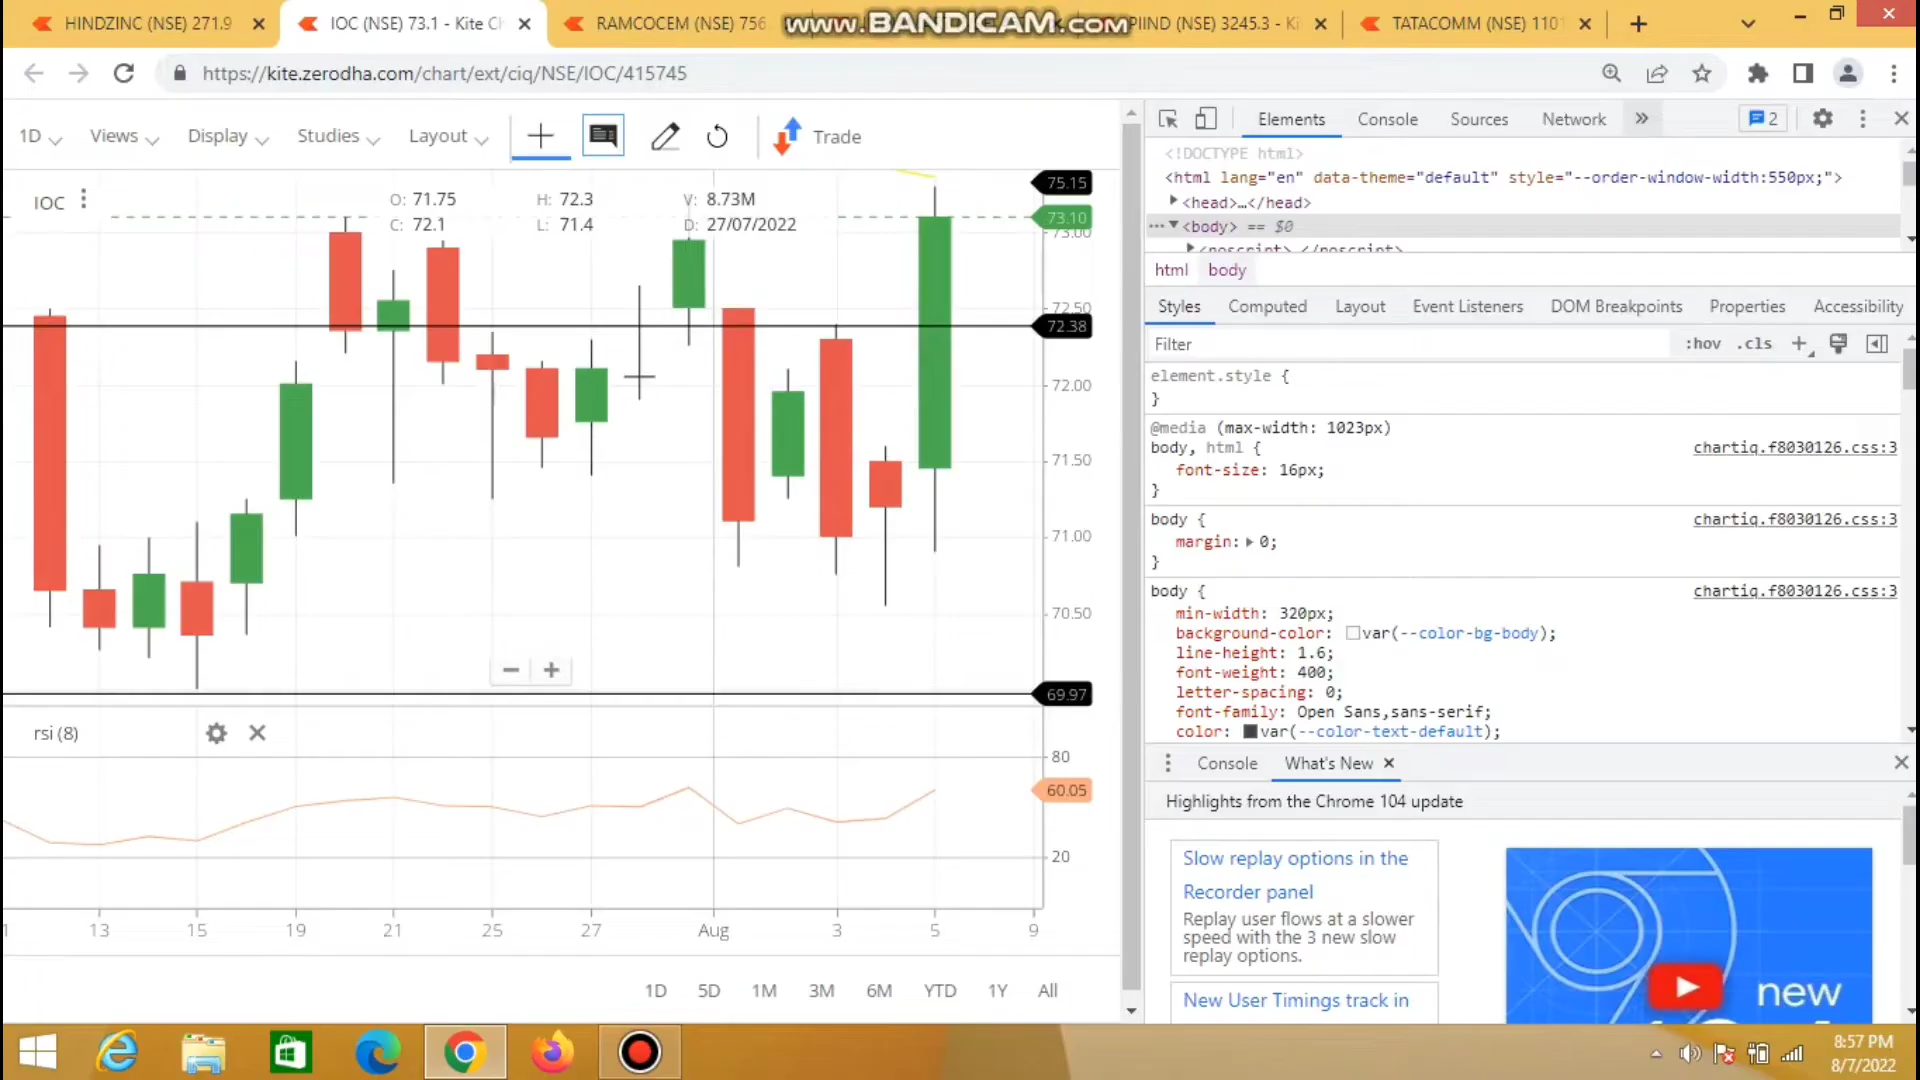 HINDZINC (NSE) 271.9
IOC (NSE) 73.1 - Kite Ch
RAMCOCEM (NSE) 756
www.BANDICAM.com
PIIND (NSE) 3245.3 - Ki
TATACOMM (NSE) 1101
https://kite.zerodha.com/chart/ext/ciq/NSE/IOC/415745
1D Views Display Studies Layout Trade
IOC
O: 71.75 H: 72.3 V: 8.73M
C: 72.1 L: 71.4 D: 27/07/2022
75.15
73.10
73.00
72.50
72.38
72.00
71.50
71.00
70.50
69.97
rsi (8)
80
60.05
20
13 15 19 21 25 27 Aug 3 5 9
1D 5D 1M 3M 6M YTD 1Y All
Elements Console Sources Network » 2
<!DOCTYPE html>
<html lang="en" data-theme="default" style="--order-window-width:550px;">
<head>…</head>
<body> == $0
<noscript> </noscript>
html body
Styles Computed Layout Event Listeners DOM Breakpoints Properties Accessibility
Filter :hov .cls
element.style {
}
@media (max-width: 1023px)
body, html { chartiq.f8030126.css:3
font-size: 16px;
}
body { chartiq.f8030126.css:3
margin: 0;
}
body { chartiq.f8030126.css:3
min-width: 320px;
background-color: var(--color-bg-body);
line-height: 1.6;
font-weight: 400;
letter-spacing: 0;
font-family: Open Sans,sans-serif;
color: var(--color-text-default);
Console What's New
Highlights from the Chrome 104 update
Slow replay options in the
Recorder panel
Replay user flows at a slower
speed with the 3 new slow
replay options.
New User Timings track in
new
8:57 PM
8/7/2022